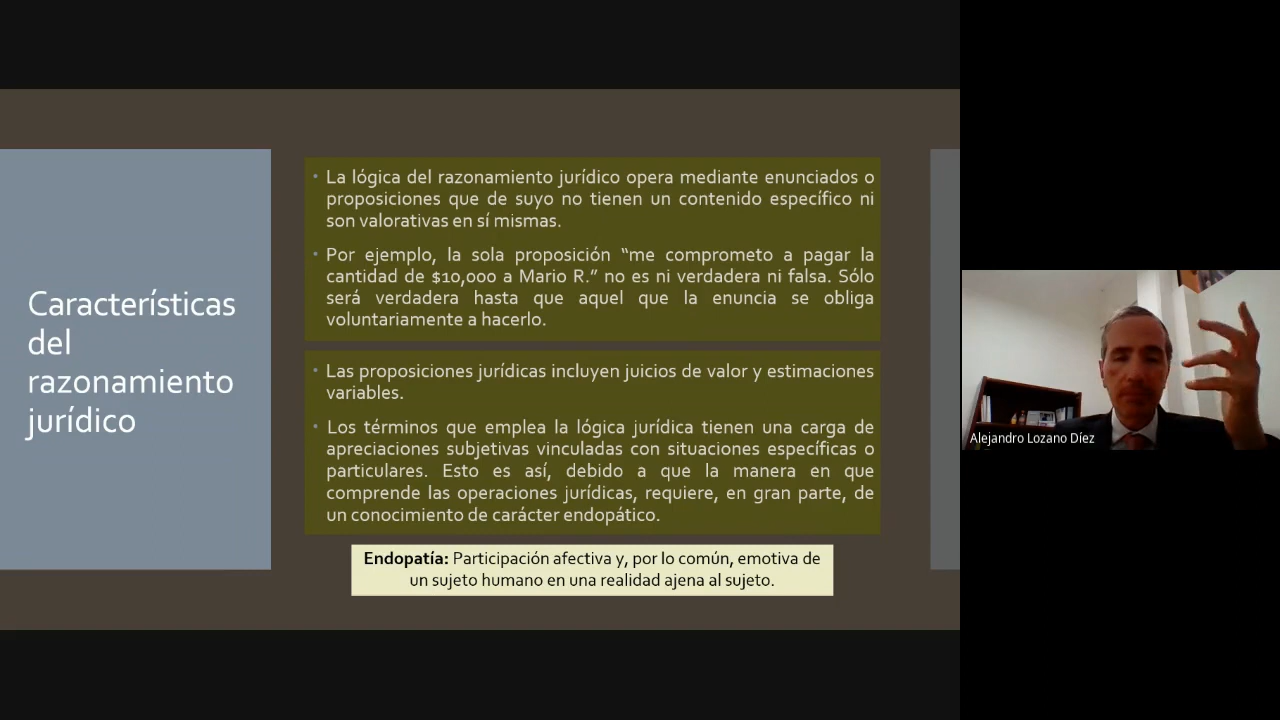 Características
del
razonamiento
jurídico
• La lógica del razonamiento jurídico opera mediante enunciados o
proposiciones que de suyo no tienen un contenido específico ni
son valorativas en sí mismas.
• Por ejemplo, la sola proposición “me comprometo a pagar la
cantidad de $10,000 a Mario R.” no es ni verdadera ni falsa. Sólo
será verdadera hasta que aquel que la enuncia se obliga
voluntariamente a hacerlo.
• Las proposiciones jurídicas incluyen juicios de valor y estimaciones
variables.
• Los términos que emplea la lógica jurídica tienen una carga de
apreciaciones subjetivas vinculadas con situaciones específicas o
particulares. Esto es así, debido a que la manera en que
comprende las operaciones jurídicas, requiere, en gran parte, de
un conocimiento de carácter endopático.
Endopatía: Participación afectiva y, por lo común, emotiva de
un sujeto humano en una realidad ajena al sujeto.
Alejandro Lozano Díez